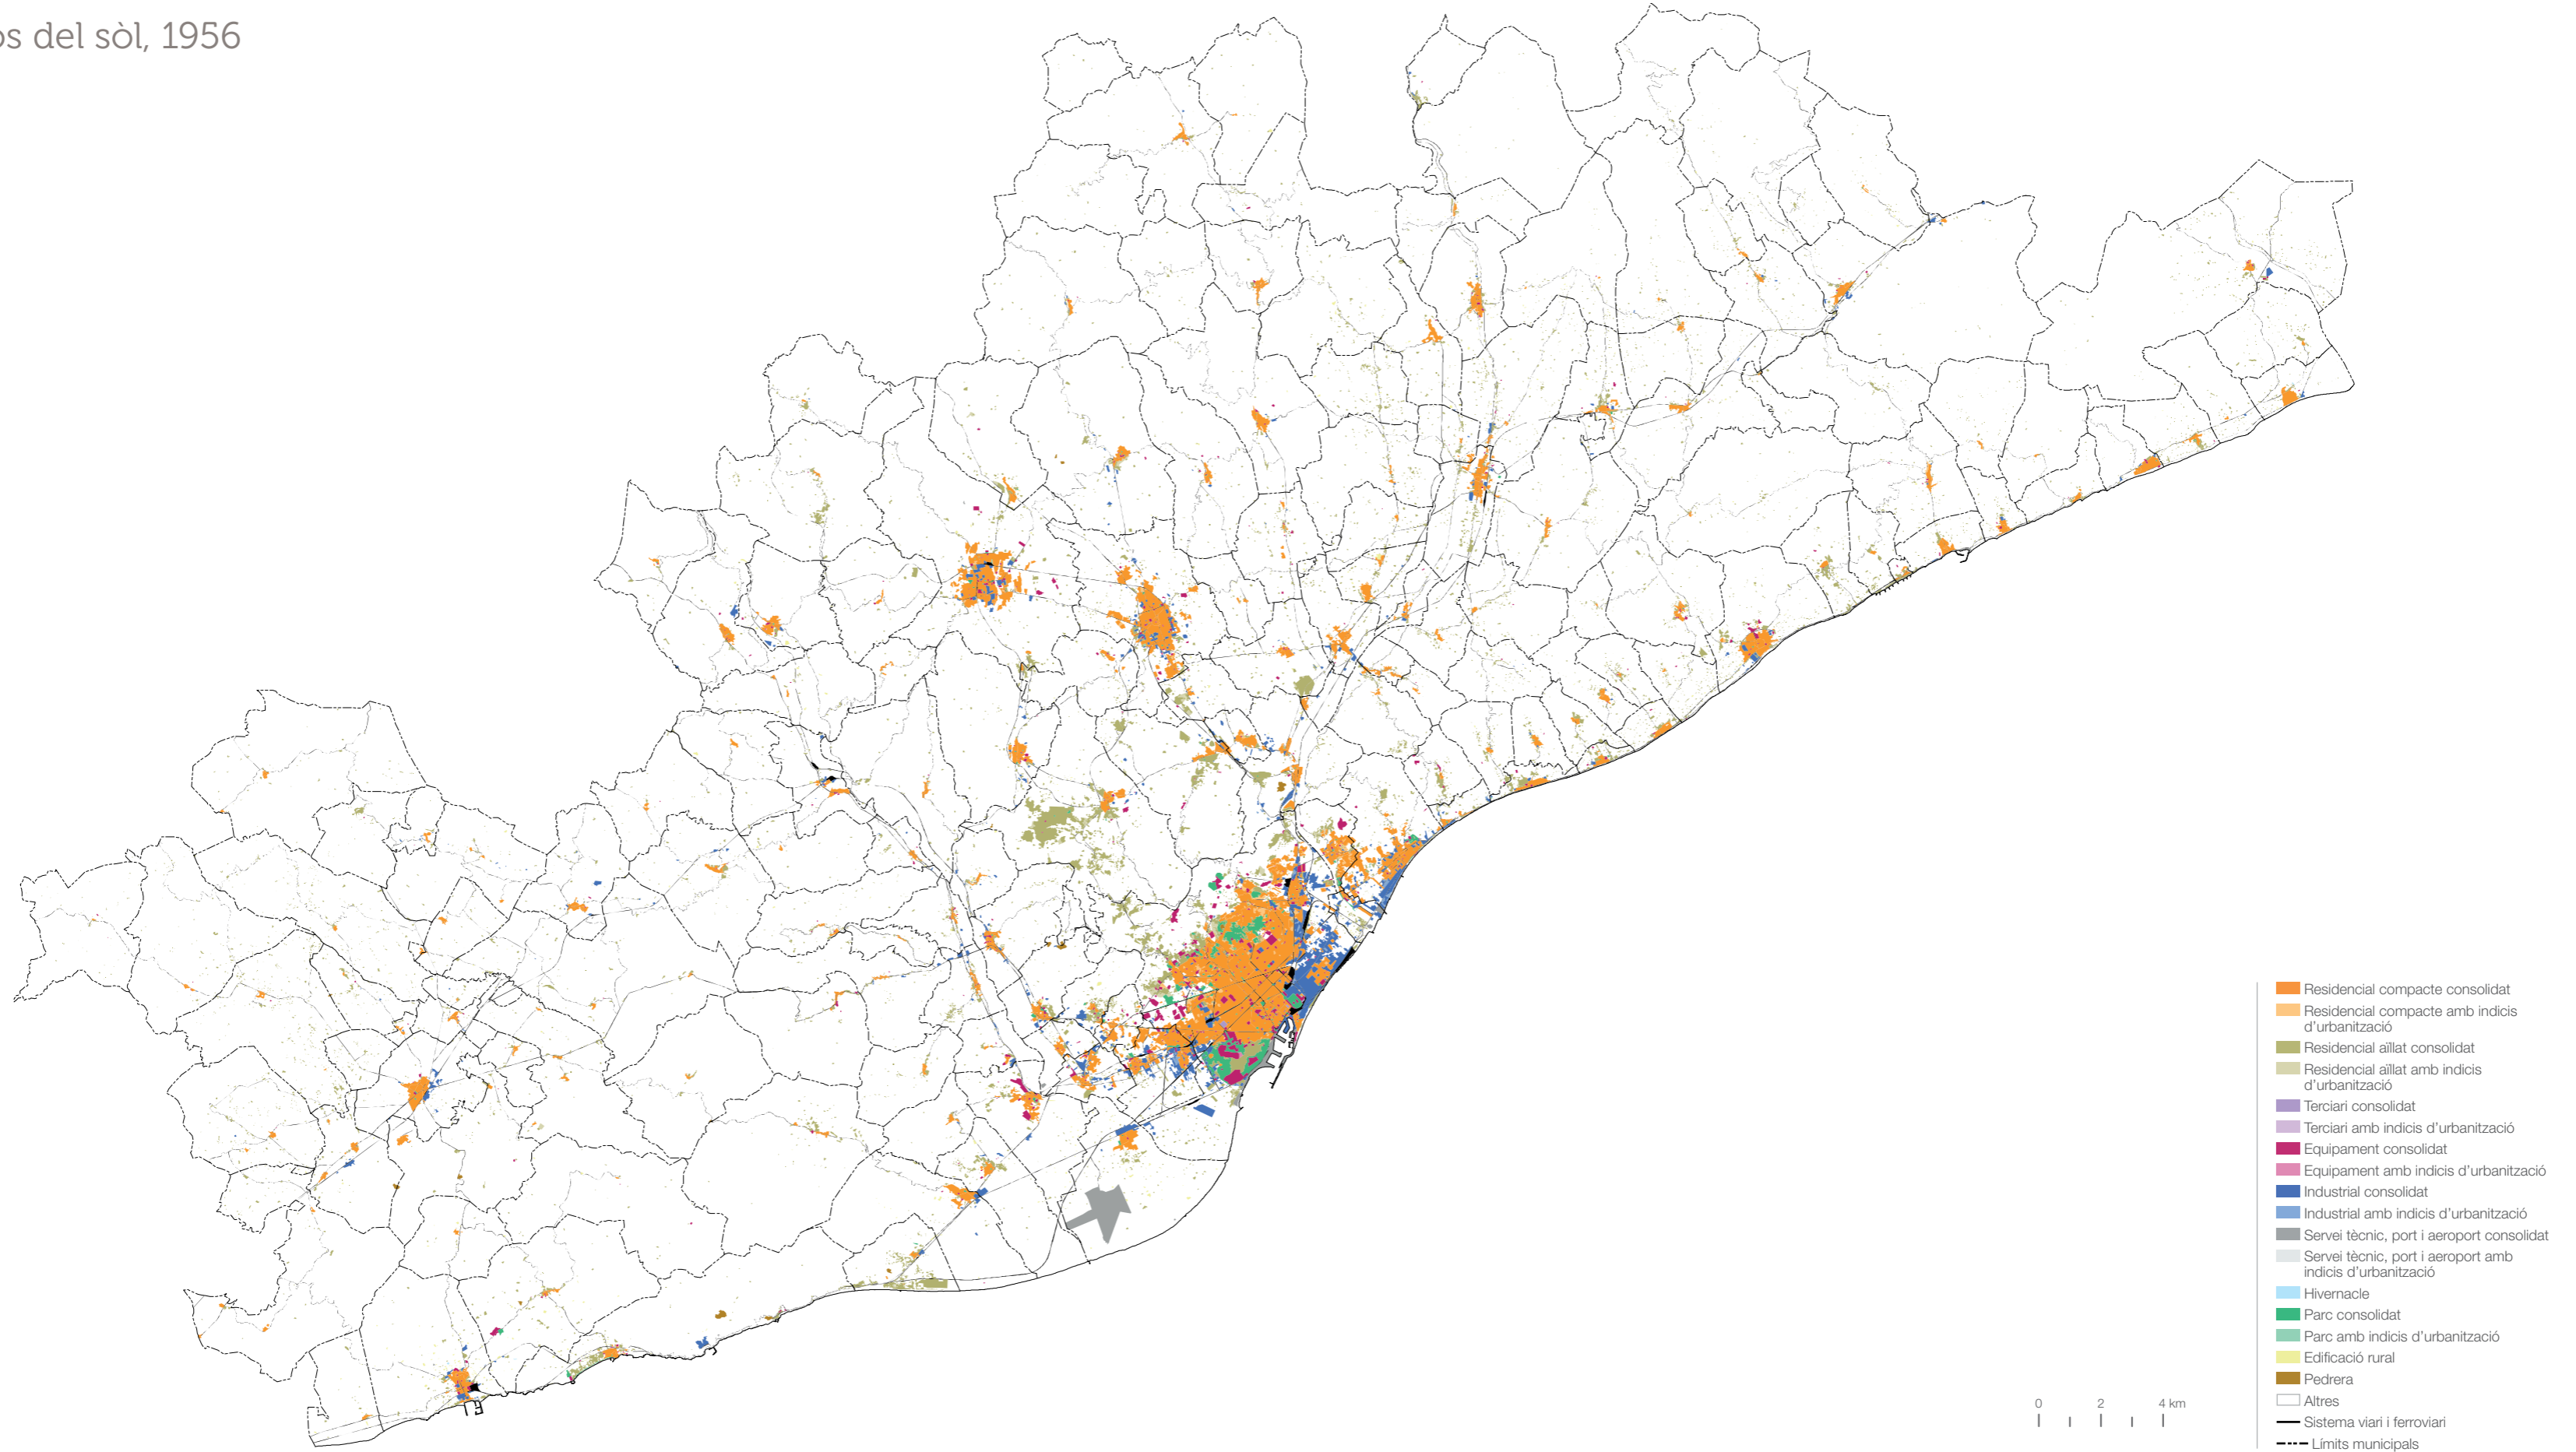 os del sòl, 1956
Residencial compacte consolidat
Residencial compacte amb indicis
d'urbanització
Residencial aïllat consolidat
Residencial aïllat amb indicis
d'urbanització
Terciari consolidat
Terciari amb indicis d'urbanització
Equipament consolidat
Equipament amb indicis d'urbanització
Industrial consolidat
Industrial amb indicis d'urbanització
Servei tècnic, port i aeroport consolidat
Servei tècnic, port i aeroport amb
indicis d'urbanització
Hivernacle
Parc consolidat
Parc amb indicis d'urbanització
Edificació rural
Pedrera
Altres
Sistema viari i ferroviari
Límits municipals
0 2 4 km